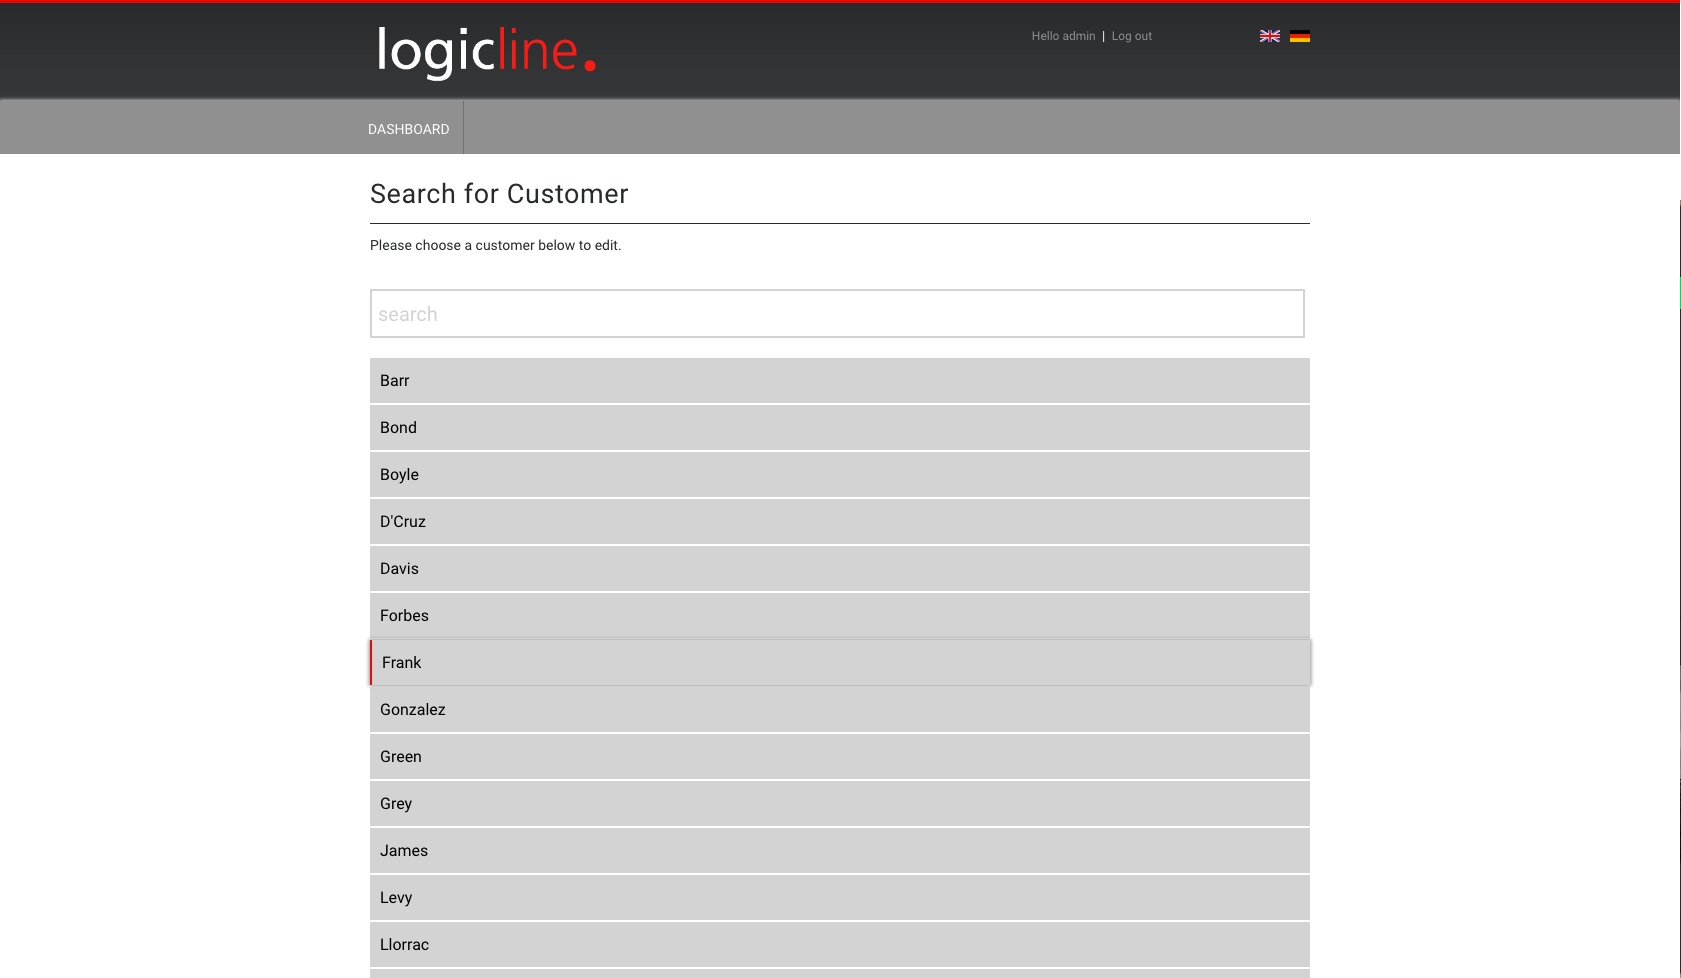 logicline.
Hello admin | Log out
DASHBOARD
Search for Customer
Please choose a customer below to edit.
search
Barr
Bond
Boyle
D'Cruz
Davis
Forbes
Frank
Gonzalez
Green
Grey
James
Levy
Llorrac